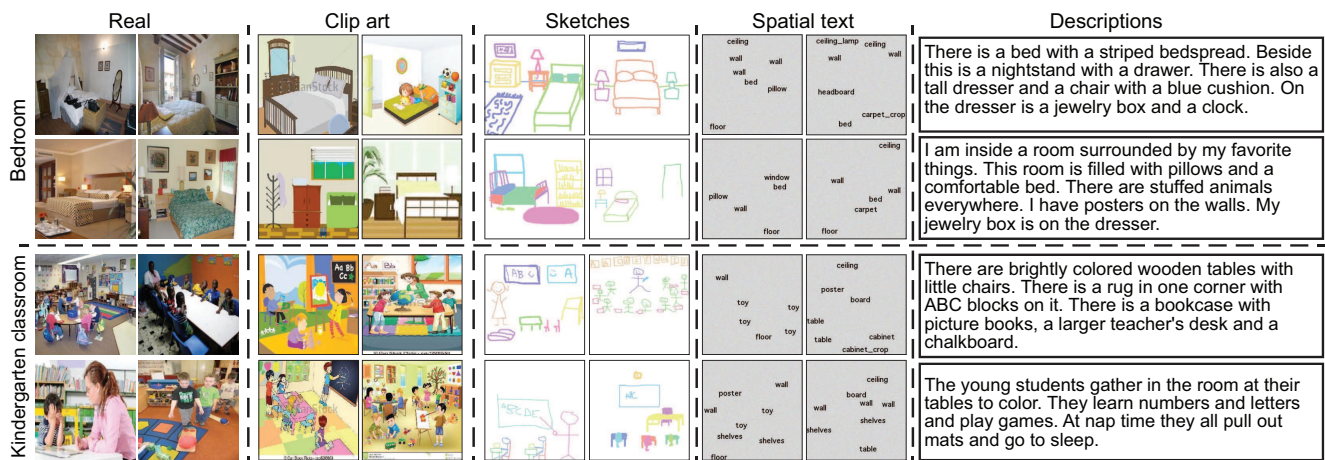 Real Clip art Sketches Spatial text Descriptions
Bedroom
ceiling
wall
wall
wall
bed
pillow
floor
ceiling_lamp
ceiling
wall
wall
headboard
carpet_crop
bed
There is a bed with a striped bedspread. Beside
this is a nightstand with a drawer. There is also a
tall dresser and a chair with a blue cushion. On
the dresser is a jewelry box and a clock.
window
bed
pillow
wall
floor
ceiling
wall
wall
bed
carpet
floor
I am inside a room surrounded by my favorite
things. This room is filled with pillows and a
comfortable bed. There are stuffed animals
everywhere. I have posters on the walls. My
jewelry box is on the dresser.
Kindergarten classroom
Aa Bb
Cc
Aa Bb
ABC
A
wall
toy
toy
toy
toy
floor
ceiling
poster
board
table
table
cabinet
cabinet_crop
There are brightly colored wooden tables with
little chairs. There is a rug in one corner with
ABC blocks on it. There is a bookcase with
picture books, a larger teacher's desk and a
chalkboard.
wall
poster
wall
toy
toy
shelves
shelves
floor
ceiling
board
wall
wall
wall
shelves
shelves
table
The young students gather in the room at their
tables to color. They learn numbers and letters
and play games. At nap time they all pull out
mats and go to sleep.